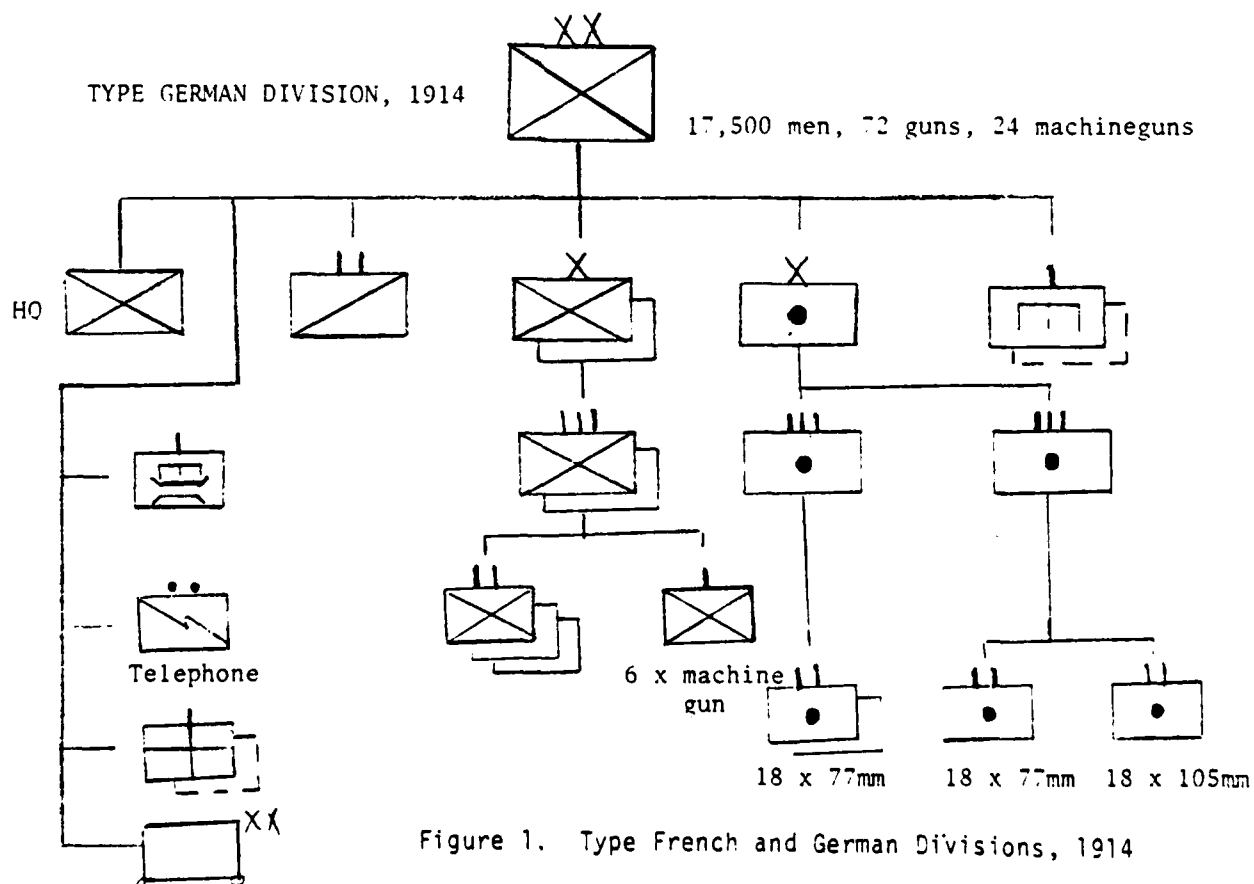 TYPE GERMAN DIVISION, 1914
17,500 men, 72 guns, 24 machineguns
HQ
Telephone
6 x machine
gun
18 x 77mm
18 x 77mm
18 x 105mm
Figure 1. Type French and German Divisions, 1914